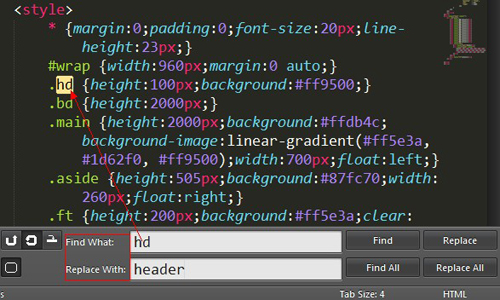 <style>
* {margin:0;padding:0;font-size:20px;line-
height:23px;}
#wrap {width:960px;margin:0 auto;}
.hd {height:100px;background:#ff9500;}
.bd {height:2000px;}
.main {height:2000px;background:#ffdb4c;
background-image:linear-gradient(#ff5e3a,
#1d62f0, #ff9500);width:700px;float:left;}
.aside {height:505px;background:#87fc70;width:
260px;float:right;}
.ft {height:200px;background:#ff5e3a;clear:
Find What: hd Find Replace
Replace With: header Find All Replace All
s Tab Size: 4 HTML